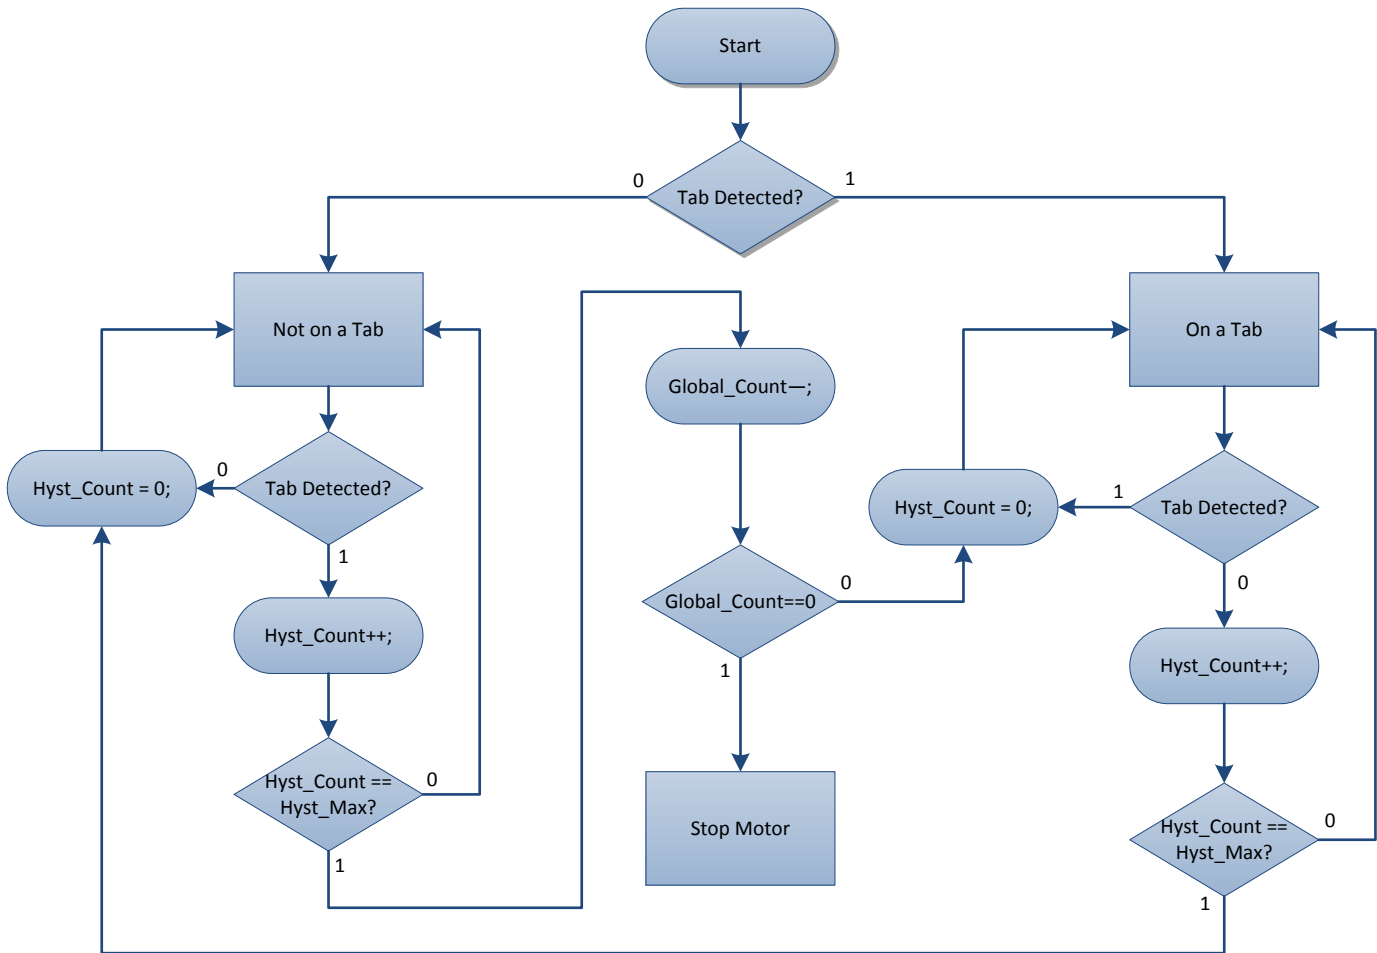 Start
Tab Detected?
0
1
Not on a Tab
On a Tab
Global_Count—;
Hyst_Count = 0;
0
Tab Detected?
Hyst_Count = 0;
1
Tab Detected?
1
0
Global_Count==0
0
Hyst_Count++;
1
Hyst_Count++;
Hyst_Count ==
Hyst_Max?
0
Stop Motor
Hyst_Count ==
Hyst_Max?
0
1
1